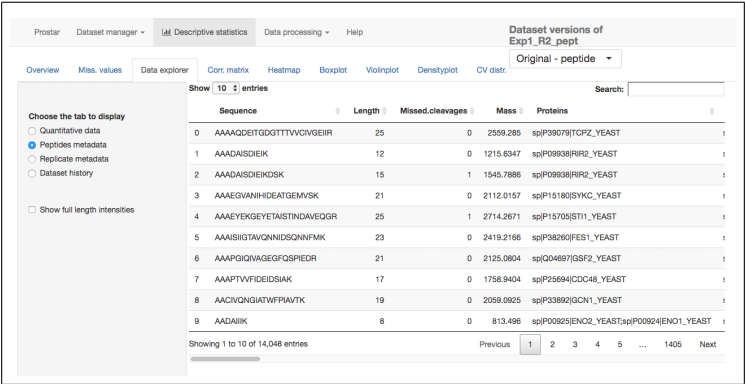 Prostar Dataset manager Descriptive statistics Data processing Help
Dataset versions of
Exp1_R2_pept
Original - peptide
Overview Miss. values Data explorer Corr. matrix Heatmap Boxplot Violinplot Densityplot CV distr.
Show 10 entries Search:
Choose the tab to display
Quantitative data
Peptides metadata
Replicate metadata
Dataset history
Show full length intensities
Sequence Length Missed.cleavages Mass Proteins
0 AAAAQDEITGDGTTTVVCIVGEIIR 25 0 2559.285 sp|P39079|TCPZ_YEAST
1 AAADAISDIEIK 12 0 1215.6347 sp|P09938|RIR2_YEAST
2 AAADAISDIEIKDSK 15 1 1545.7886 sp|P09938|RIR2_YEAST
3 AAAEGVANIHIDEATGEMVSK 21 0 2112.0157 sp|P15180|SYKC_YEAST
4 AAAEYEKGEYETAISTINDAVEQGR 25 1 2714.2671 sp|P15705|STI1_YEAST
5 AAAISIIGTAVQNNIDSQNNFMK 23 0 2419.2166 sp|P38260|FES1_YEAST
6 AAAPGIQIVAGEGFQSPIEDR 21 0 2125.0804 sp|Q04697|GSF2_YEAST
7 AAAPTVVFIDEIDSIAK 17 0 1758.9404 sp|P25694|CDC48_YEAST
8 AACIVQNGIATWFPIAVTK 19 0 2059.0925 sp|P33892|GCN1_YEAST
9 AADAIIIK 8 0 813.496 sp|P00925|ENO2_YEAST;sp|P00924|ENO1_YEAST
Showing 1 to 10 of 14,048 entries Previous 1 2 3 4 5 ... 1405 Next